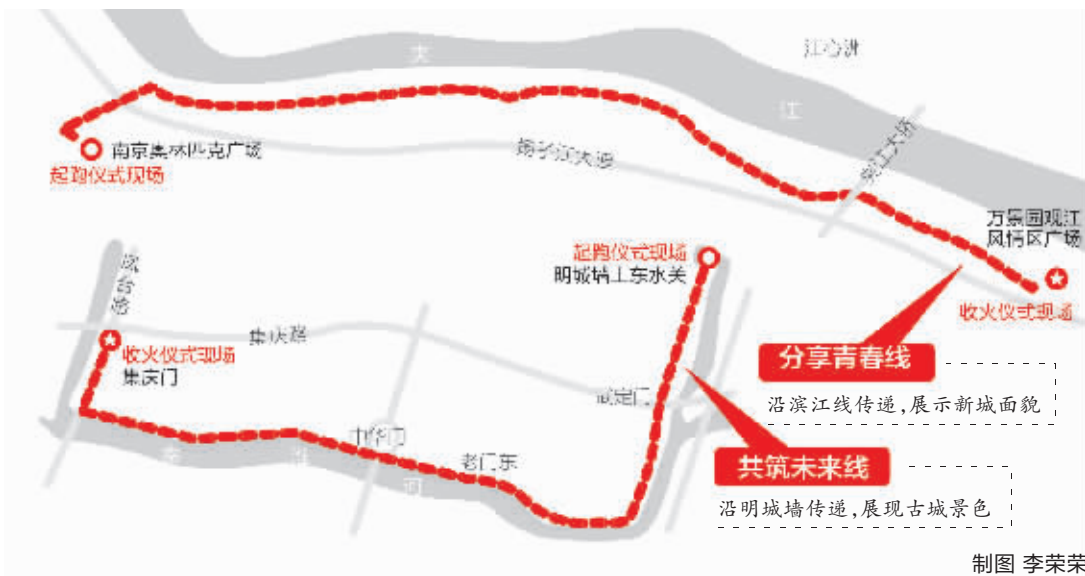 江心洲
夹
江
南京奥林匹克广场
起跑仪式现场
扬子江大道
夹江大桥
万景园观江
风情区广场
收火仪式现场
起跑仪式现场
明城墙上东水关
凤台路
集庆路
收火仪式现场
集庆门
武定门
分享青春线
沿滨江线传递,展示新城面貌
中华门
老门东
秦
淮
河
共筑未来线
沿明城墙传递,展现古城景色
制图 李荣荣